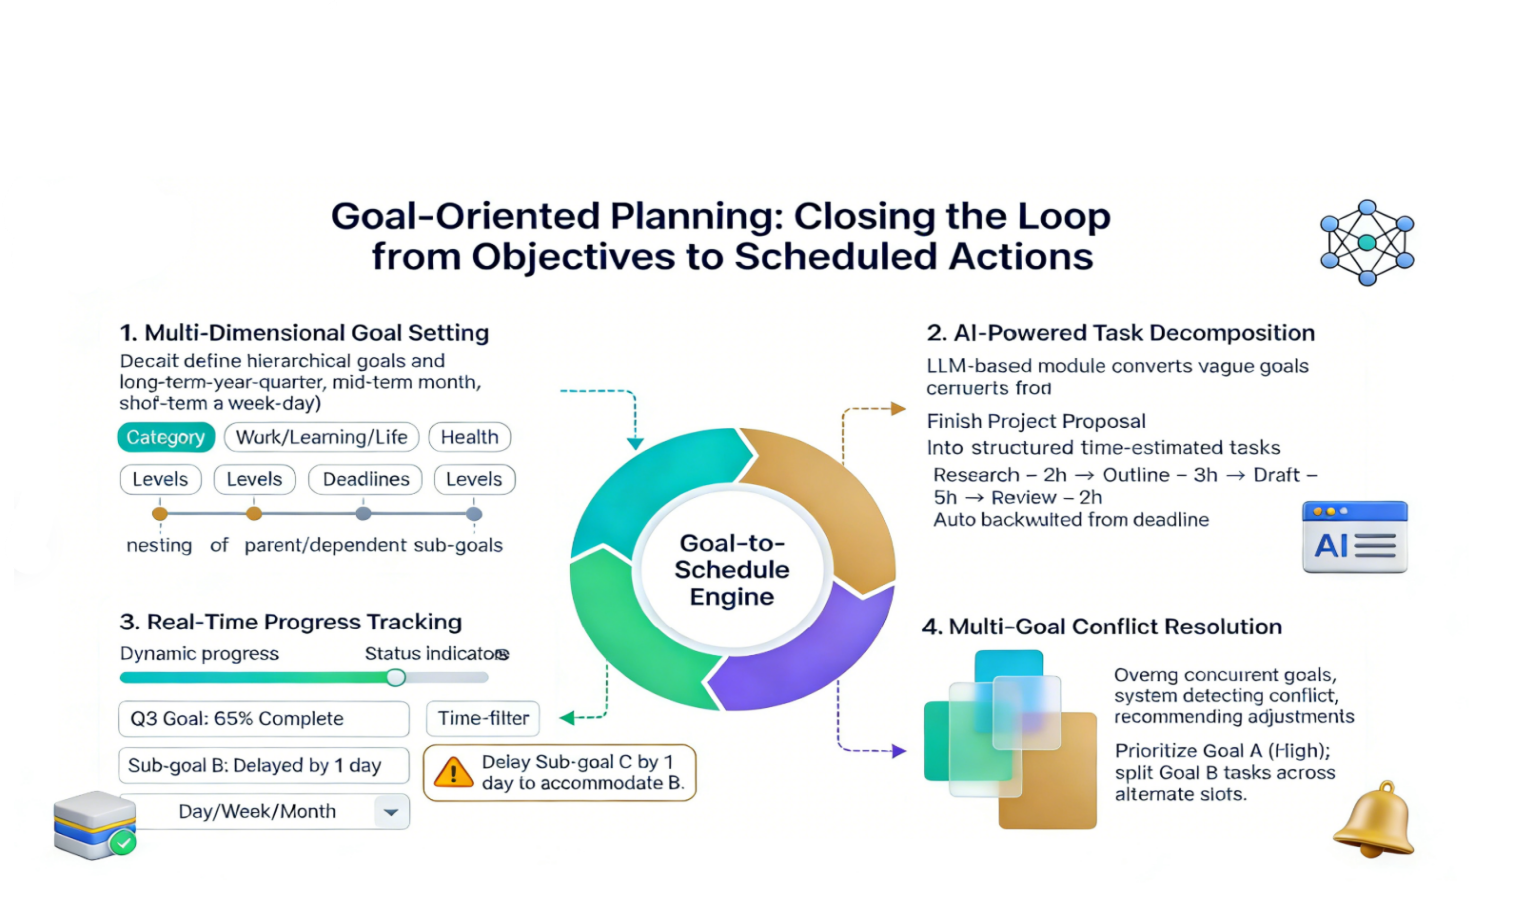 Goal-Oriented Planning: Closing the Loop
from Objectives to Scheduled Actions
1. Multi-Dimensional Goal Setting
Decait define hierarchical goals and
long-term-year-quarter, mid-term month,
shof-term a week-day)
Category
Work/Learning/Life
Health
Levels
Levels
Deadlines
Levels
nesting of parent/dependent sub-goals
2. AI-Powered Task Decomposition
LLM-based module converts vague goals
Finish Project Proposal
Into structured time-estimated tasks
Research – 2h → Outline – 3h → Draft –
5h → Review – 2h
Auto backwulted from deadline
AI
Goal-to-
Schedule
Engine
3. Real-Time Progress Tracking
Dynamic progress
Status indicators
Q3 Goal: 65% Complete
Time-filter
Sub-goal B: Delayed by 1 day
Delay Sub-goal C by 1
day to accommodate B.
Day/Week/Month
4. Multi-Goal Conflict Resolution
concurrent goals,
system detecting conflict,
recommending adjustments
Prioritize Goal A (High);
split Goal B tasks across
alternate slots.